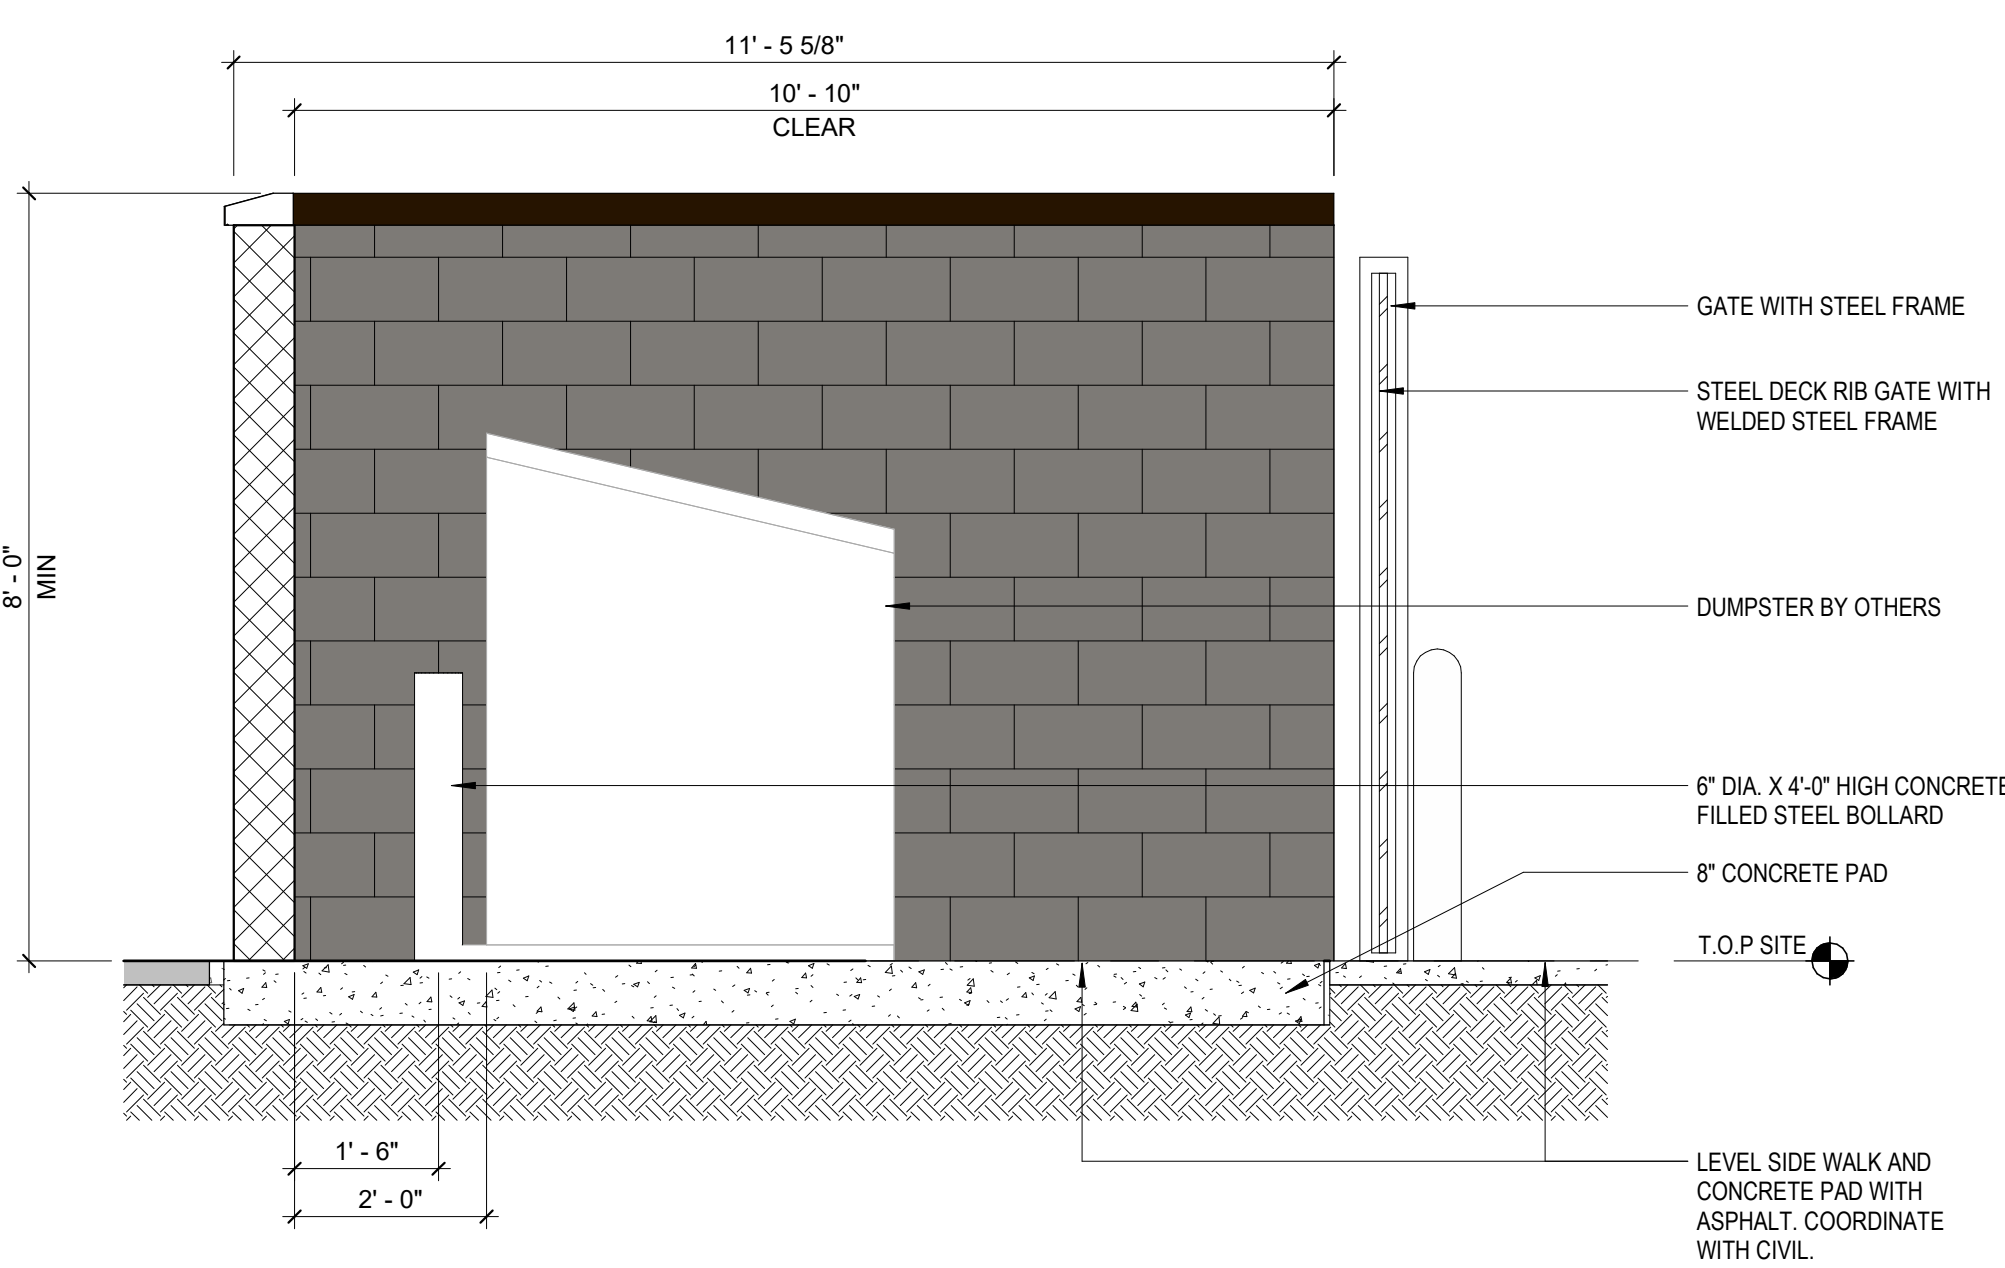 11' - 5 5/8"
10' - 10"
CLEAR
8' - 0"
MIN
GATE WITH STEEL FRAME
STEEL DECK RIB GATE WITH
WELDED STEEL FRAME
DUMPSTER BY OTHERS
6" DIA. X 4'-0" HIGH CONCRETE
FILLED STEEL BOLLARD
8" CONCRETE PAD
T.O.P SITE
1' - 6"
2' - 0"
LEVEL SIDE WALK AND
CONCRETE PAD WITH
ASPHALT. COORDINATE
WITH CIVIL.